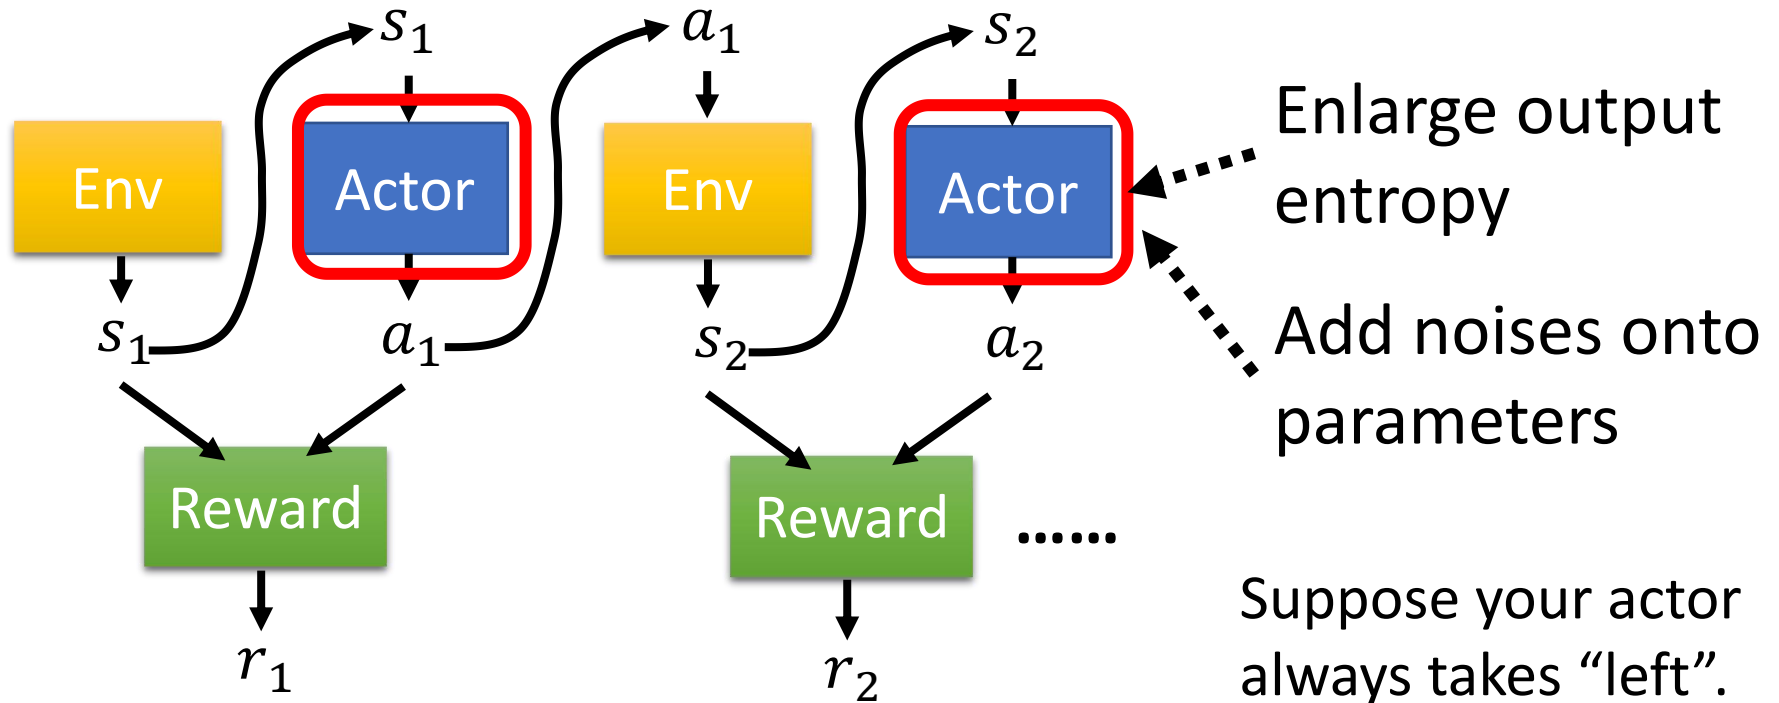 s₁
a₁
s₂
Env
Actor
Env
Actor
Enlarge output
entropy
s₁
a₁
s₂
a₂
Add noises onto
parameters
Reward
Reward
......
r₁
r₂
Suppose your actor
always takes “left”.